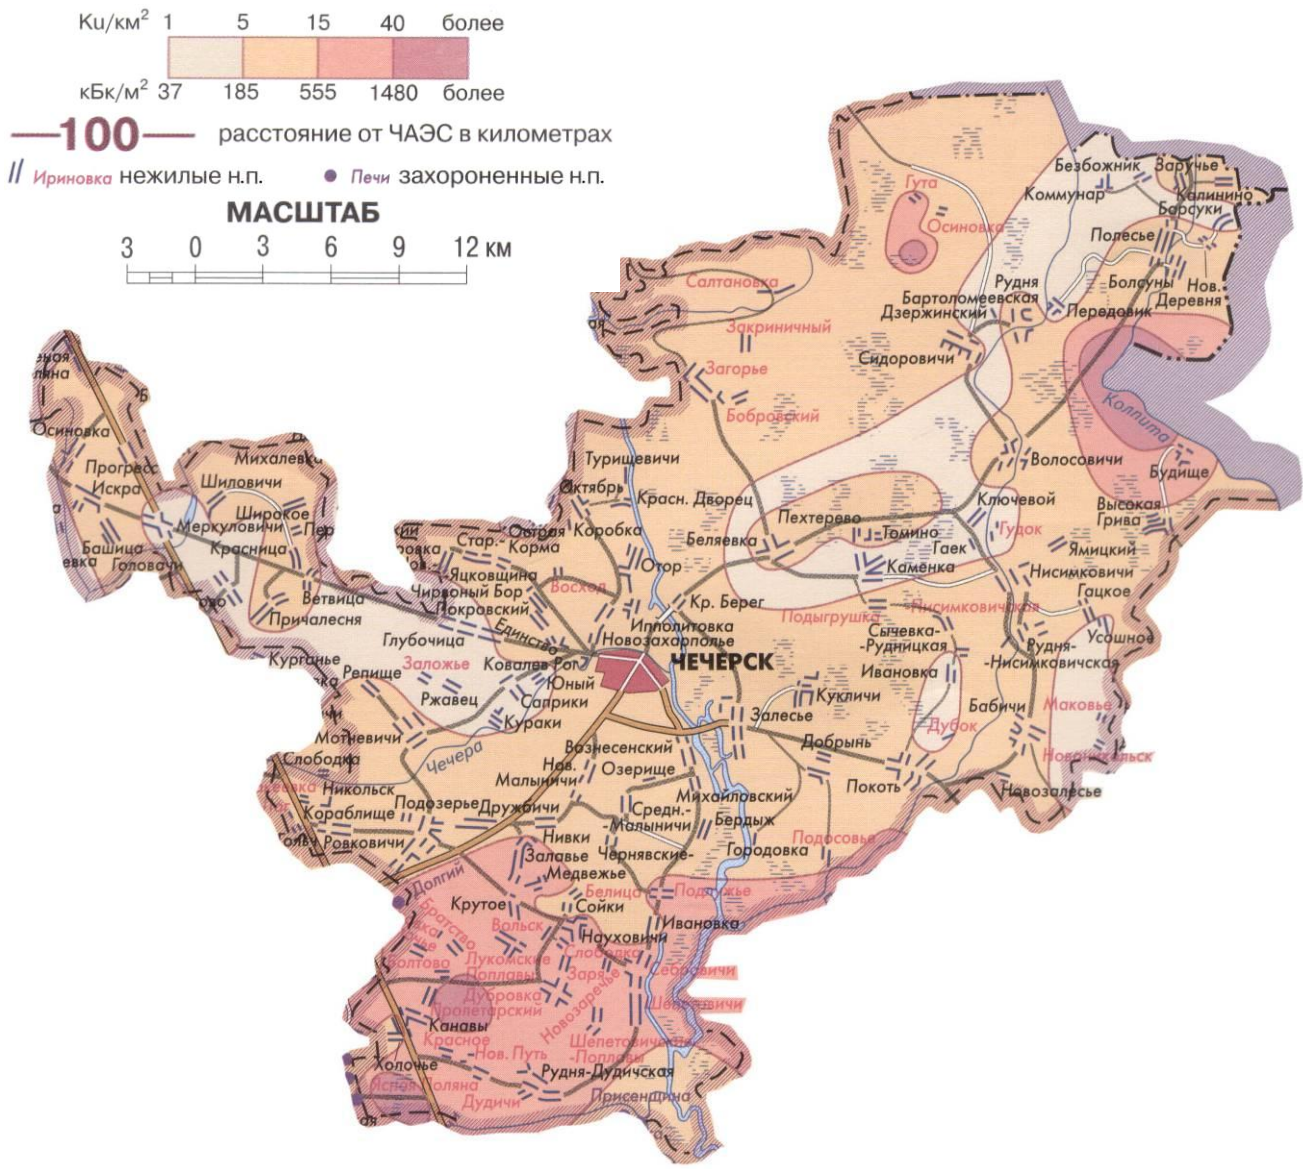 Кu/км² 1 5 15 40 более
кБк/м² 37 185 555 1480 более
100 расстояние от ЧАЭС в километрах
Ириновка нежилые н.п. Печи захороненные н.п.
МАСШТАБ
3 0 3 6 9 12 км
Безбожник Заручье
Коммунар Калинино
Барсуки
Гута
Осиновка
Полесье
Салтановка
Рудня
Бартоломеевская
Болсуны Нов.
Деревня
Дзержинский
Передовик
Закриничный
Сидоровичи
Загорье
Бобровский
Колпита
Осиновка
Прогресс
Искра
Михалевка
Шиловичи
Турищевичи
Волосовичи
Будище
Октябрь
Красн. Дворец
Ключевой
Высокая
Грива
Широкое
Меркуловичи
Пехтерево
Гудок
Башица
Красница
Острая
Корма
Стар.-
Коробка
Беляевка
Томино
Гаек
Ямицкий
Головачи
Яцковщина
Отор
Каменка
Нисимковичи
Ветвица
Чирвоный Бор
Восход
Гацкое
Причалесня
Покровский
Кр. Берег
Подыгрушка
Нисимковичская
Глубочица
Единство
Ипполитовка
Новозахарполье
Сычевка-
-Рудницкая
Усошное
Рудня-
-Нисимковичская
Курганье
Заложье
Ковалев Рог
ЧЕЧЕРСК
Ивановка
Репище
Юный
Ржавец
Саприки
Кукличи
Бабичи
Маковье
Кураки
Залесье
Дубок
Мотневичи
Чечера
Вознесенский
Добрынь
Новоникольск
Слободка
Нов.
Малыничи
Озерище
Покоть
Новозалесье
Никольск
Михайловский
Кораблище
Подозерье
Дружбичи
Средн.-
-Малыничи
Бердыж
Ровковичи
Нивки
Чернявские-
Городовка
Подосовье
Залавье
Медвежье
Долгий
Белица
Подлужье
Крутое
Сойки
Ивановка
Братство
Вольск
Науховичи
Слободка
Болтово
Лукомские
Поплавы
Заря
Себровичи
Дубровка
Новозаречье
Шепетовичи
Пролетарский
Канавы
Красное
Шепетовичские
-Поплавы
Нов. Путь
Холочье
Рудня-Дудичская
Ясная Поляна
Дудичи
Присенщина